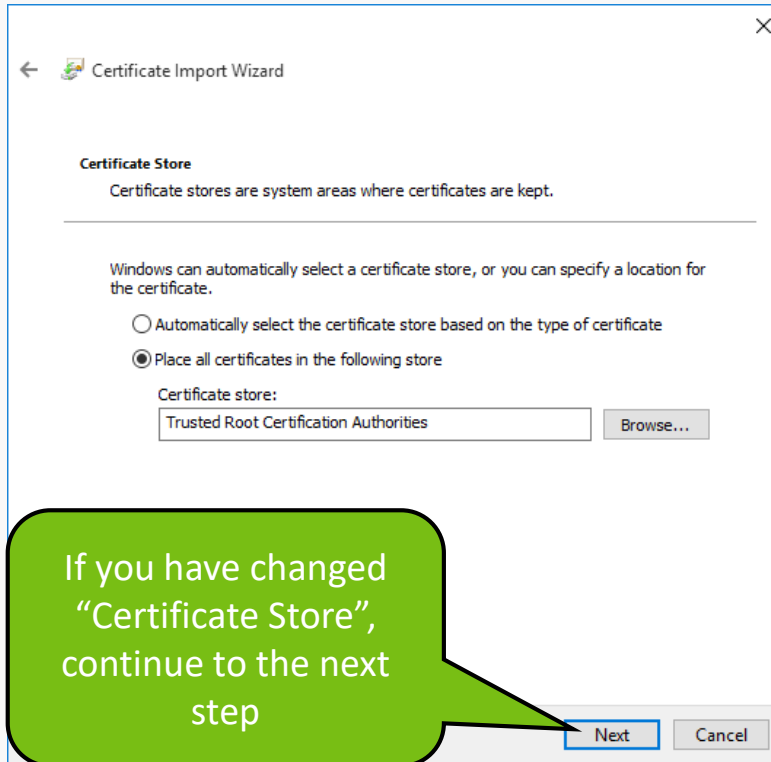 Certificate Import Wizard
Certificate Store
Certificate stores are system areas where certificates are kept.
Windows can automatically select a certificate store, or you can specify a location for
the certificate.
Automatically select the certificate store based on the type of certificate
Place all certificates in the following store
Certificate store:
Trusted Root Certification Authorities
Browse...
If you have changed
“Certificate Store”,
continue to the next
step
Next
Cancel